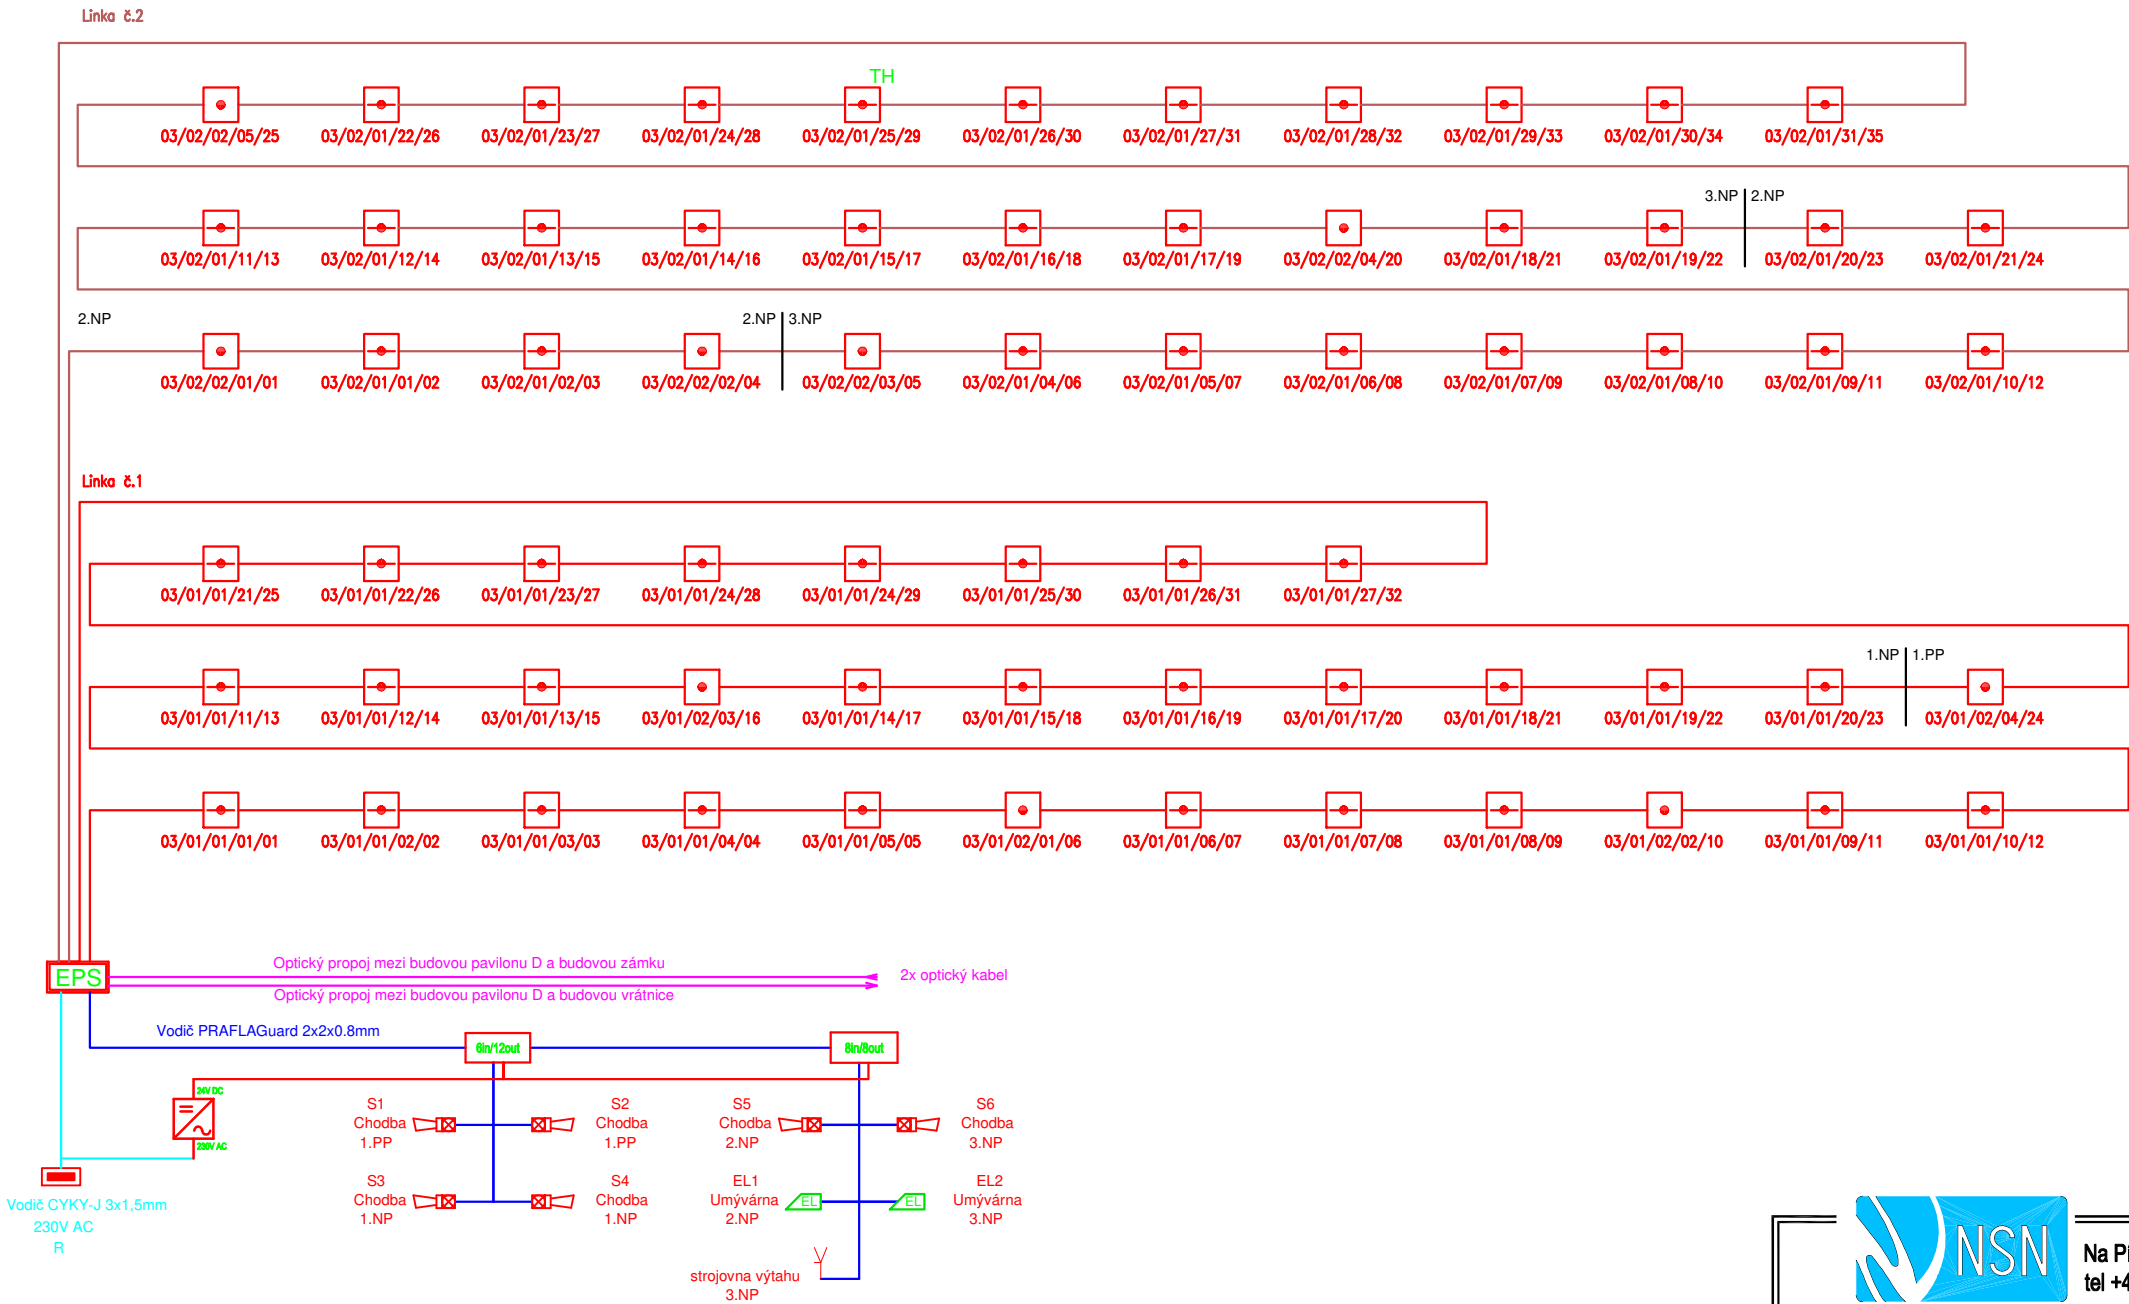 Linka č.2
TH
03/02/02/05/25 03/02/01/22/26 03/02/01/23/27 03/02/01/24/28 03/02/01/25/29 03/02/01/26/30 03/02/01/27/31 03/02/01/28/32 03/02/01/29/33 03/02/01/30/34 03/02/01/31/35
3.NP 2.NP
03/02/01/11/13 03/02/01/12/14 03/02/01/13/15 03/02/01/14/16 03/02/01/15/17 03/02/01/16/18 03/02/01/17/19 03/02/02/04/20 03/02/01/18/21 03/02/01/19/22 03/02/01/20/23 03/02/01/21/24
2.NP 2.NP 3.NP
03/02/02/01/01 03/02/01/01/02 03/02/01/02/03 03/02/02/02/04 03/02/02/03/05 03/02/01/04/06 03/02/01/05/07 03/02/01/06/08 03/02/01/07/09 03/02/01/08/10 03/02/01/09/11 03/02/01/10/12
Linka č.1
03/01/01/21/25 03/01/01/22/26 03/01/01/23/27 03/01/01/24/28 03/01/01/24/29 03/01/01/25/30 03/01/01/26/31 03/01/01/27/32
1.NP 1.PP
03/01/01/11/13 03/01/01/12/14 03/01/01/13/15 03/01/02/03/16 03/01/01/14/17 03/01/01/15/18 03/01/01/16/19 03/01/01/17/20 03/01/01/18/21 03/01/01/19/22 03/01/01/20/23 03/01/02/04/24
03/01/01/01/01 03/01/01/02/02 03/01/01/03/03 03/01/01/04/04 03/01/01/05/05 03/01/02/01/06 03/01/01/06/07 03/01/01/07/08 03/01/01/08/09 03/01/02/02/10 03/01/01/09/11 03/01/01/10/12
EPS
Optický propoj mezi budovou pavilonu D a budovou zámku
2x optický kabel
Optický propoj mezi budovou pavilonu D a budovou vrátnice
Vodič PRAFLAGuard 2x2x0.8mm
6in/12out 8in/8out
24V DC
230V AC
S1
Chodba
1.PP
S2
Chodba
1.PP
S5
Chodba
2.NP
S6
Chodba
3.NP
S3
Chodba
1.NP
S4
Chodba
1.NP
EL1
Umývárna
2.NP
EL EL
EL2
Umývárna
3.NP
Vodič CYKY-J 3x1,5mm
230V AC
R
strojovna výtahu
3.NP
NSN
Na
tel +4